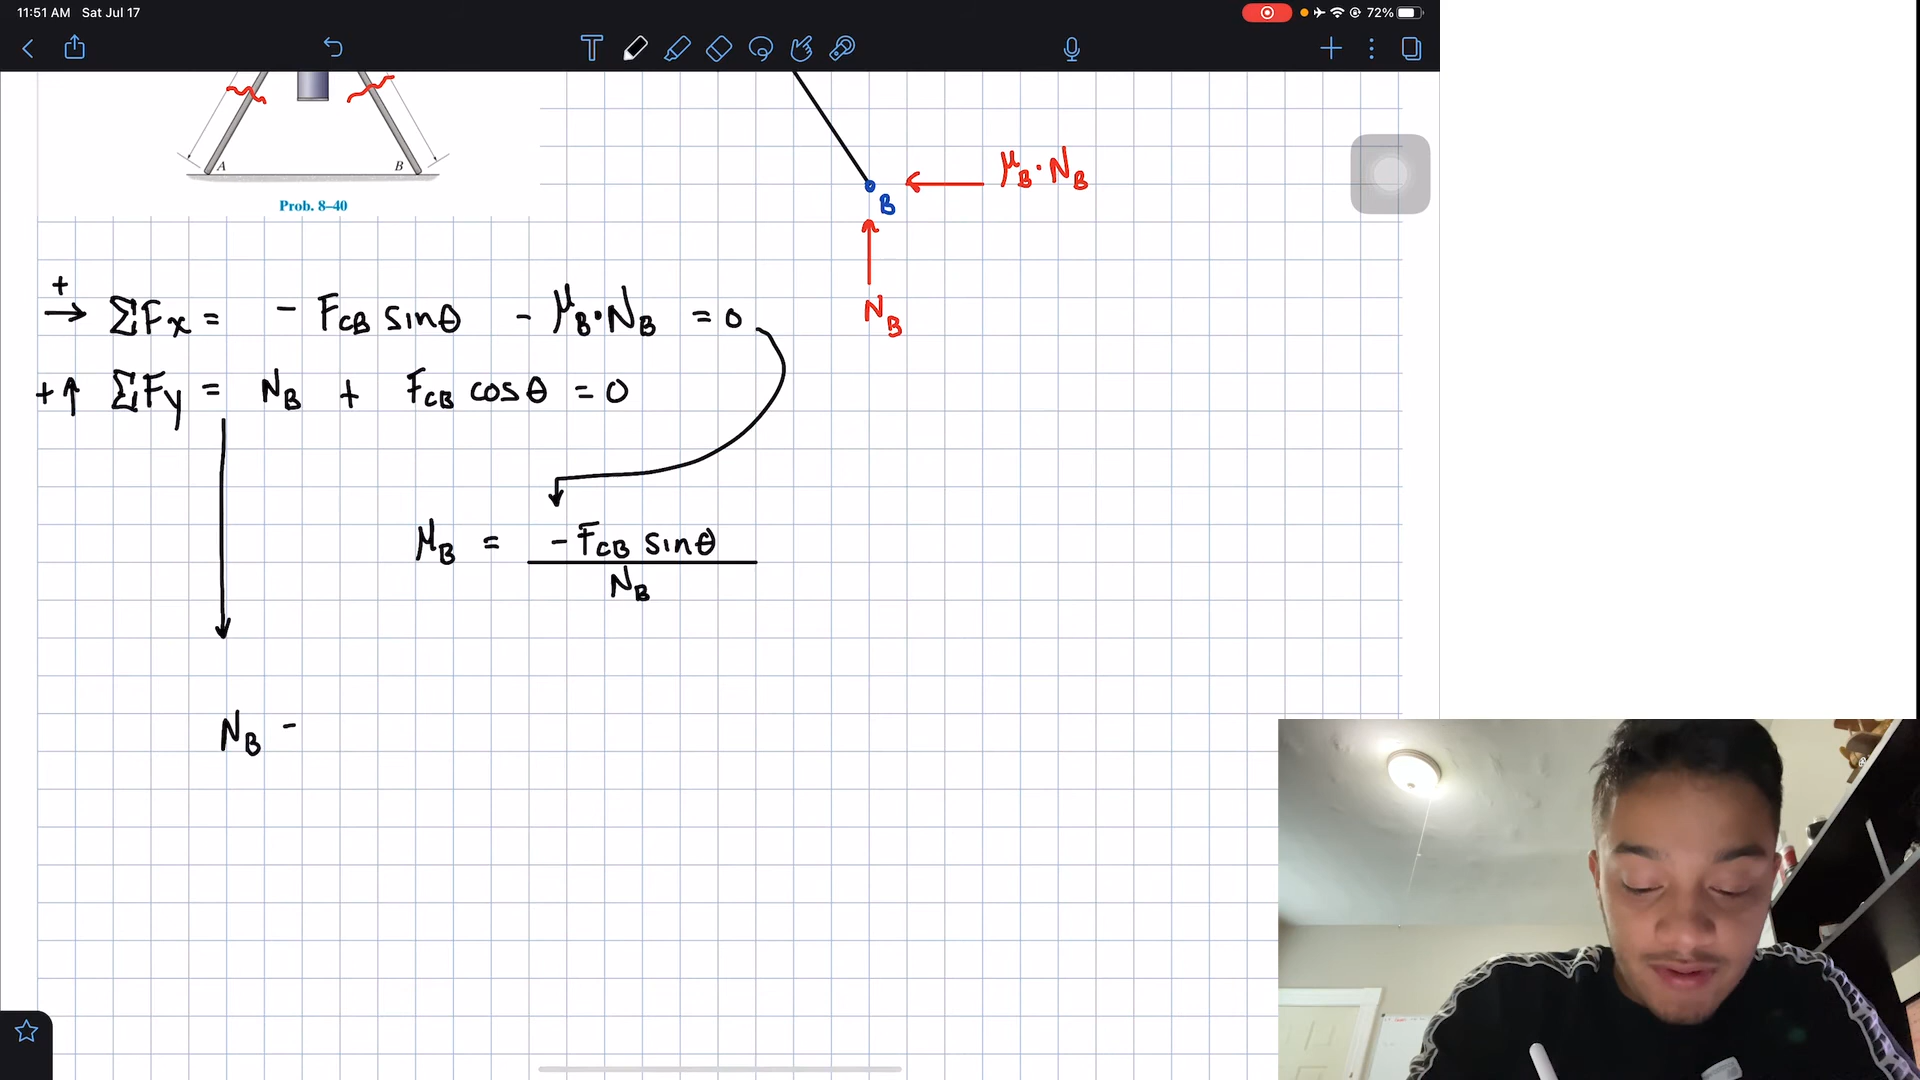 11:51 AM Sat Jul 17
72%
T
A
B
Prob. 8–40
μB · NB
B
NB
+
→ ΣFx = - FCB sinθ - μB·NB = 0
+↑ ΣFy = NB + FCB cosθ = 0
μB = -FCB sinθ
NB
NB -